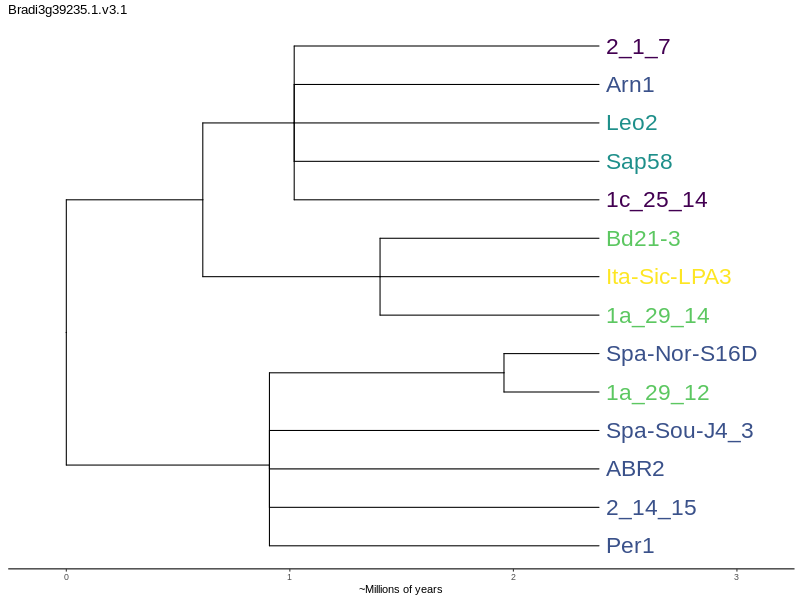 Bradi3g39235.1.v3.1
2_1_7
Arn1
Leo2
Sap58
1c_25_14
Bd21-3
Ita-Sic-LPA3
1a_29_14
Spa-Nor-S16D
1a_29_12
Spa-Sou-J4_3
ABR2
2_14_15
Per1
0 1 2 3
~Millions of years